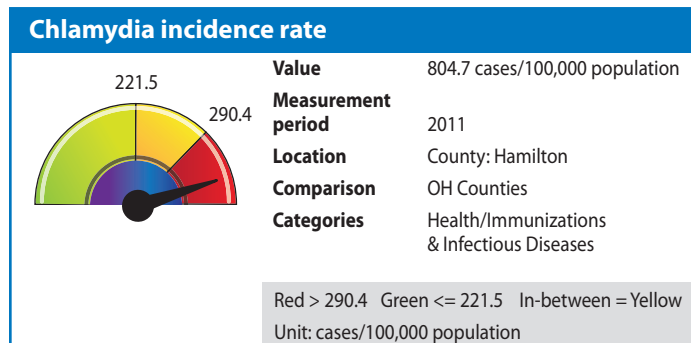 Chlamydia incidence rate
221.5
290.4
Value 804.7 cases/100,000 population
Measurement
period 2011
Location County: Hamilton
Comparison OH Counties
Categories Health/Immunizations
& Infectious Diseases
Red > 290.4 Green <= 221.5 In-between = Yellow
Unit: cases/100,000 population